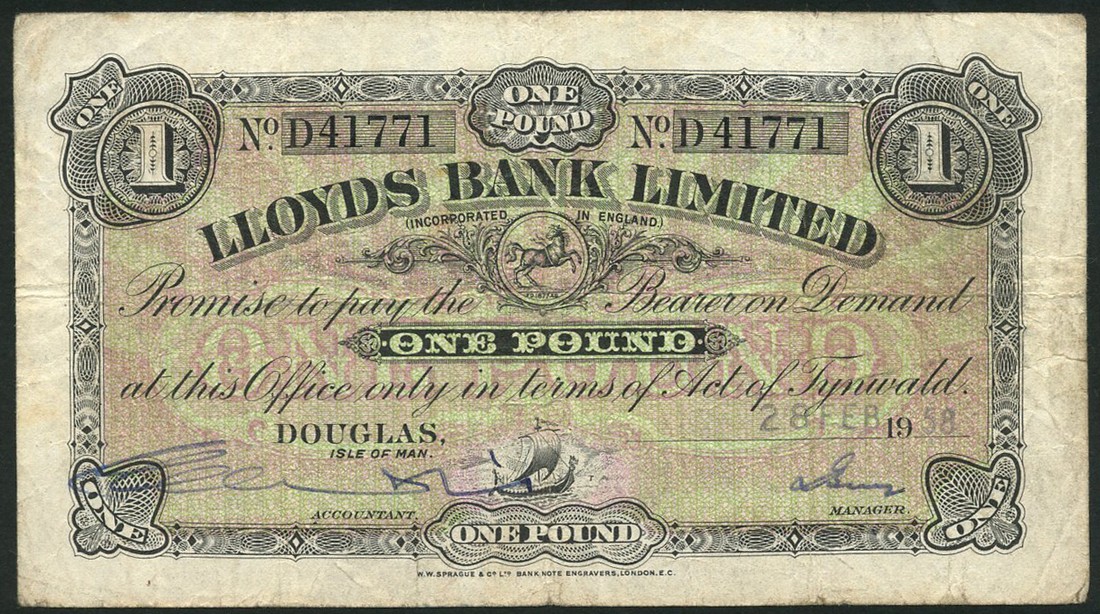 ONE ONE POUND ONE
1 Nº. D41771 Nº. D41771 1
LLOYDS BANK LIMITED
(INCORPORATED IN ENGLAND.)
Promise to pay the Bearer on Demand
ONE POUND
ONE POUND
at this Office only in terms of Act of Tynwald.
DOUGLAS, 28 FEB 1958
ISLE OF MAN.
ACCOUNTANT. MANAGER.
ONE ONE POUND ONE
W.W. SPRAGUE & Cº Lᵀᴰ BANK NOTE ENGRAVERS, LONDON. E.C.